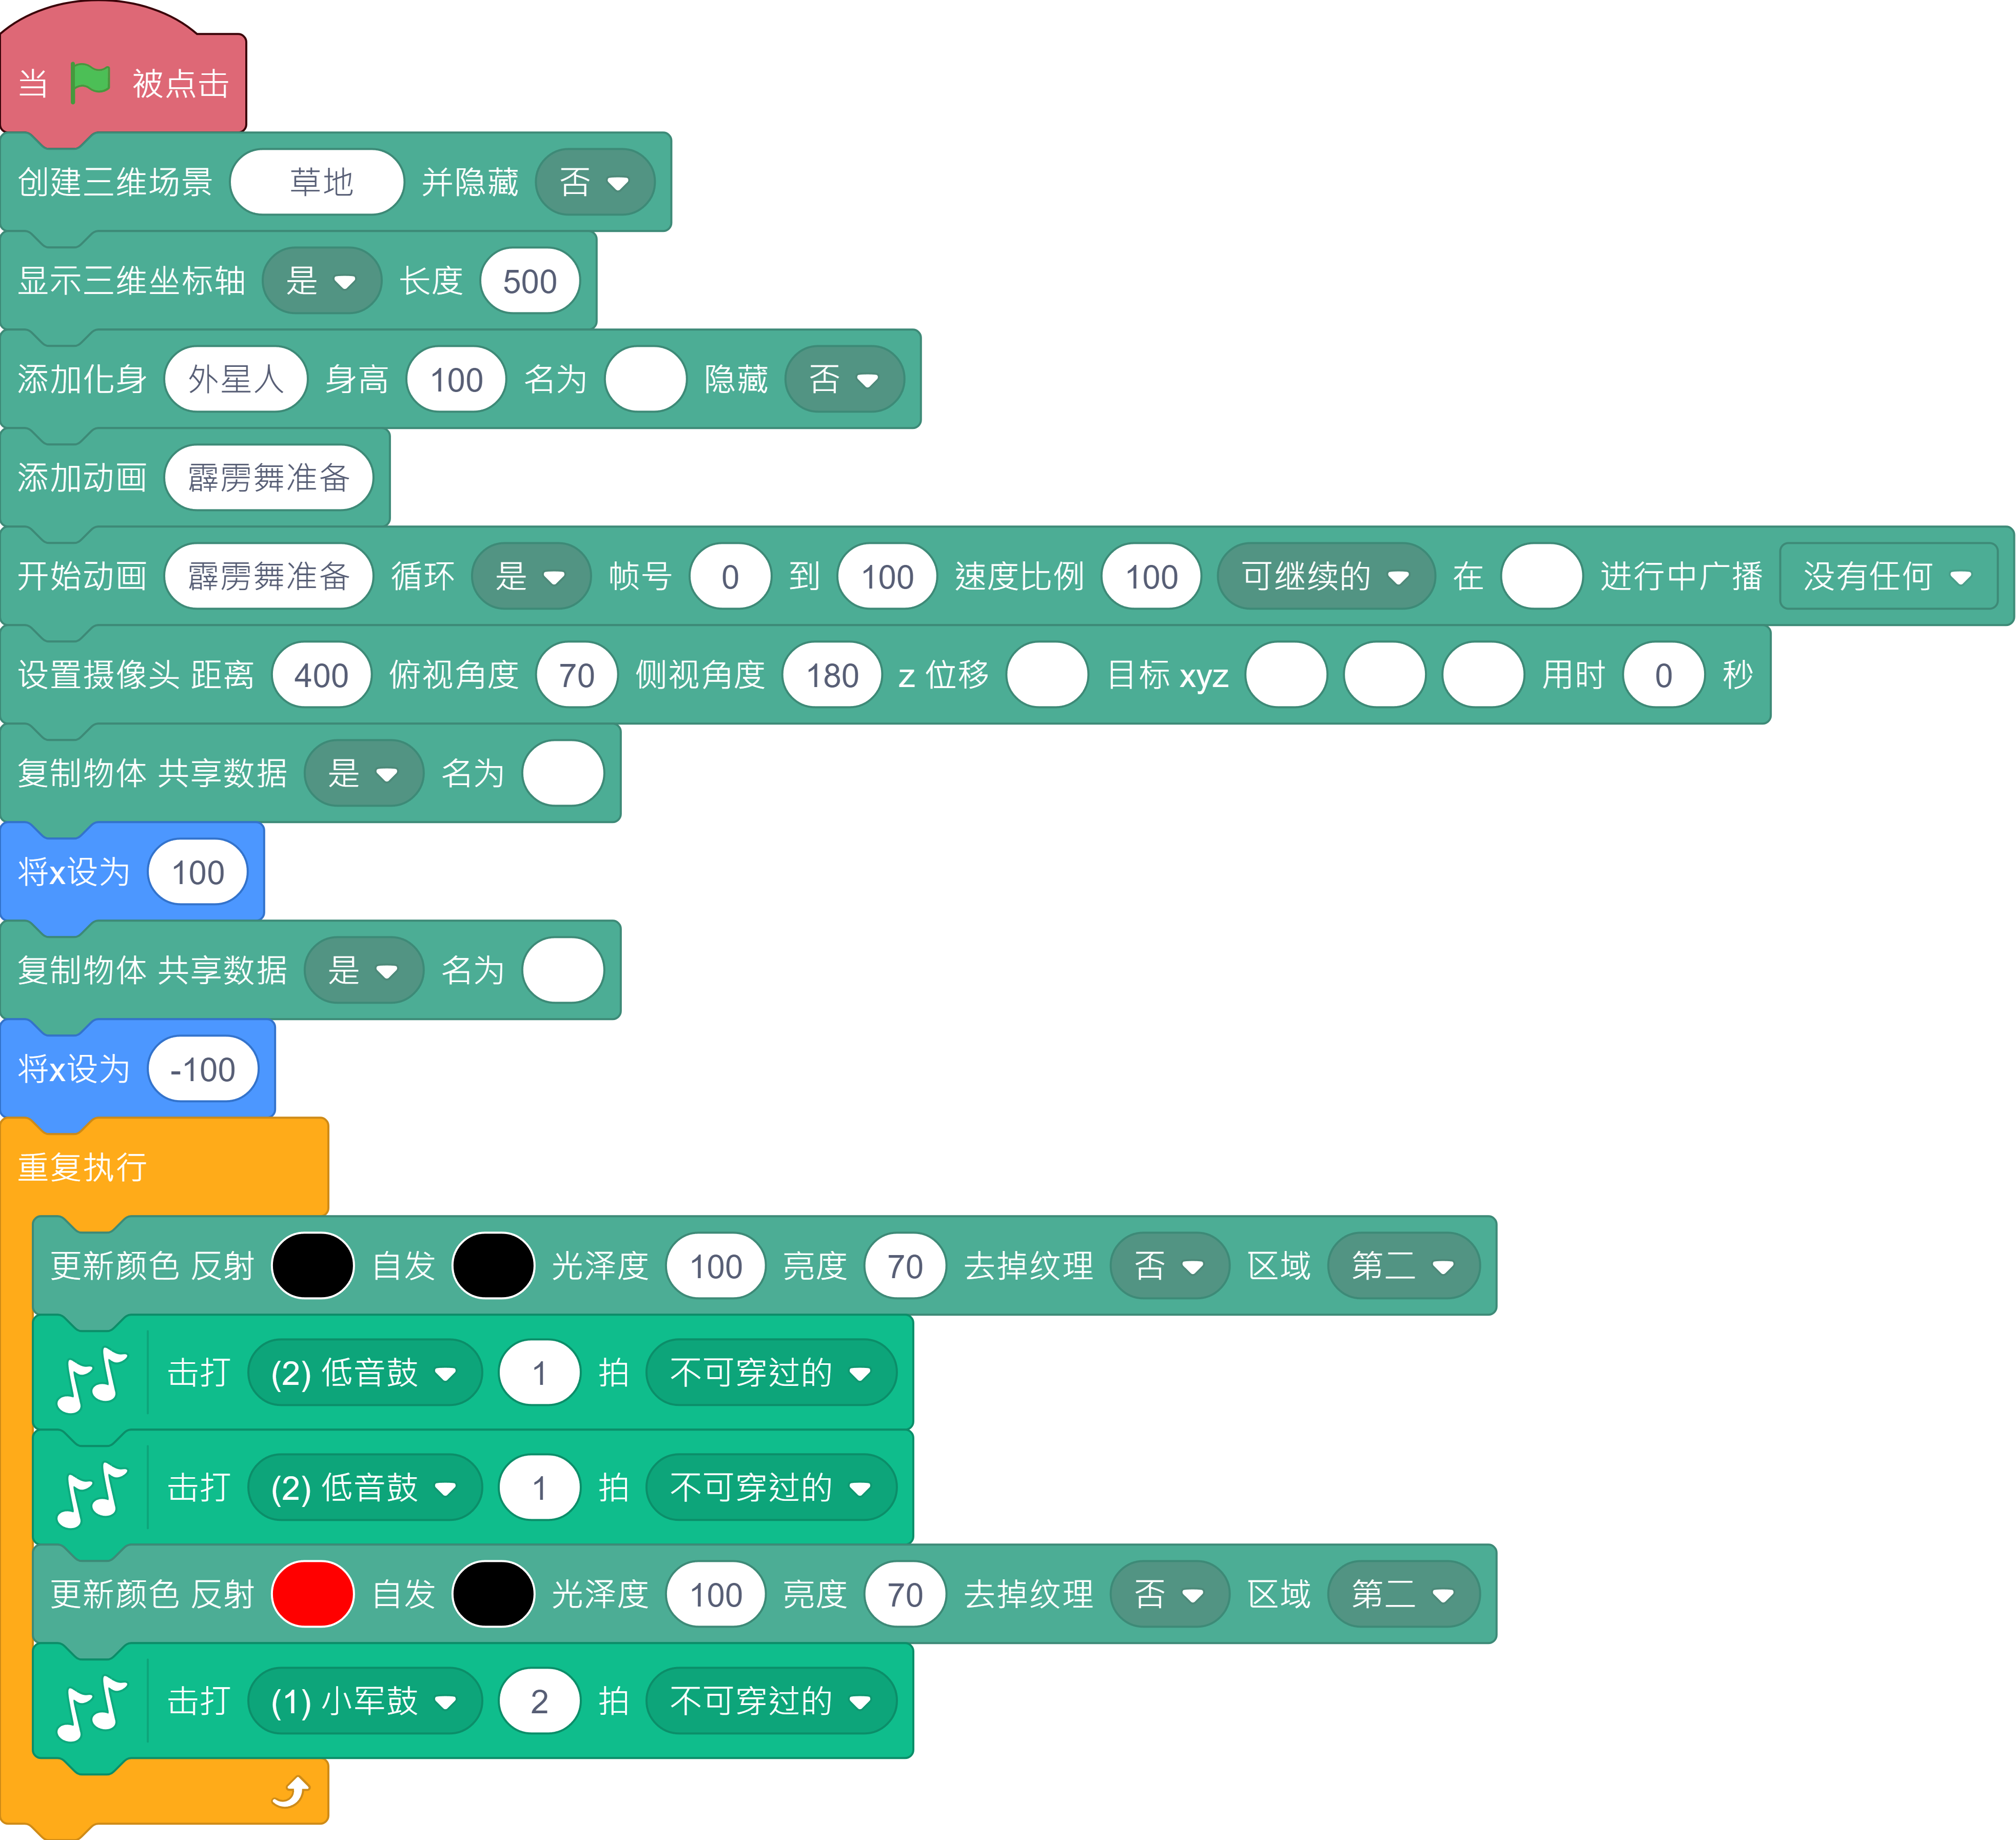 当 被点击
创建三维场景 草地 并隐藏 否
显示三维坐标轴 是 长度 500
添加化身 外星人 身高 100 名为 隐藏 否
添加动画 霹雳舞准备
开始动画 霹雳舞准备 循环 是 帧号 0 到 100 速度比例 100 可继续的 在 进行中广播 没有任何
设置摄像头 距离 400 俯视角度 70 侧视角度 180 z 位移 目标 xyz 用时 0 秒
复制物体 共享数据 是 名为
将x设为 100
复制物体 共享数据 是 名为
将x设为 -100
重复执行
更新颜色 反射 自发 光泽度 100 亮度 70 去掉纹理 否 区域 第二
击打 (2) 低音鼓 1 拍 不可穿过的
击打 (2) 低音鼓 1 拍 不可穿过的
更新颜色 反射 自发 光泽度 100 亮度 70 去掉纹理 否 区域 第二
击打 (1) 小军鼓 2 拍 不可穿过的